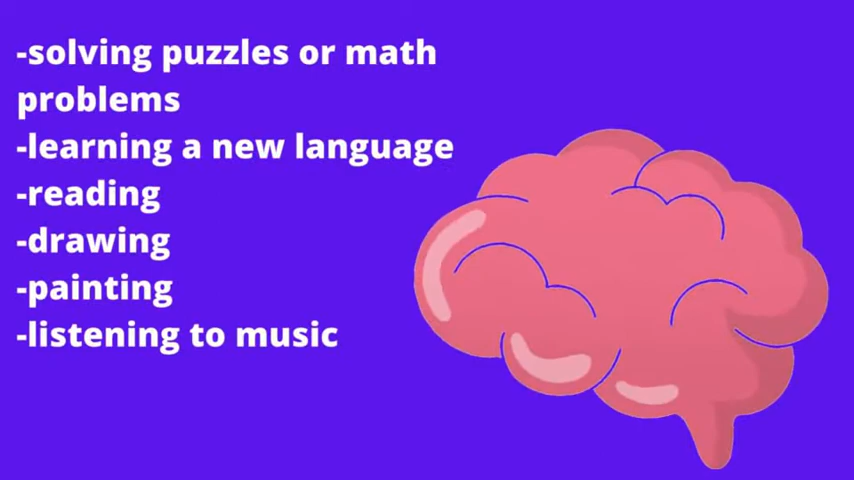 -solving puzzles or math
problems
-learning a new language
-reading
-drawing
-painting
-listening to music